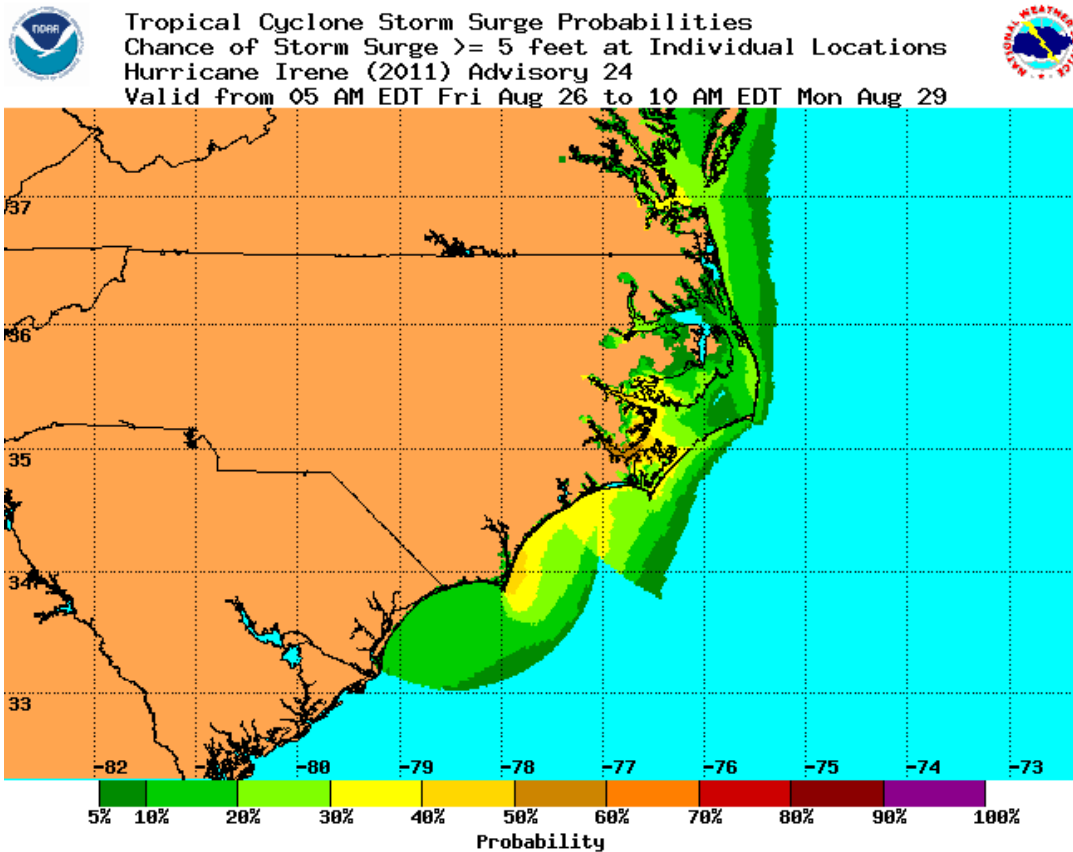 Tropical Cyclone Storm Surge Probabilities
Chance of Storm Surge >= 5 feet at Individual Locations
Hurricane Irene (2011) Advisory 24
Valid from 05 AM EDT Fri Aug 26 to 10 AM EDT Mon Aug 29
NOAA
37
36
35
34
33
-82 -80 -79 -78 -77 -76 -75 -74 -73
5% 10% 20% 30% 40% 50% 60% 70% 80% 90% 100%
Probability